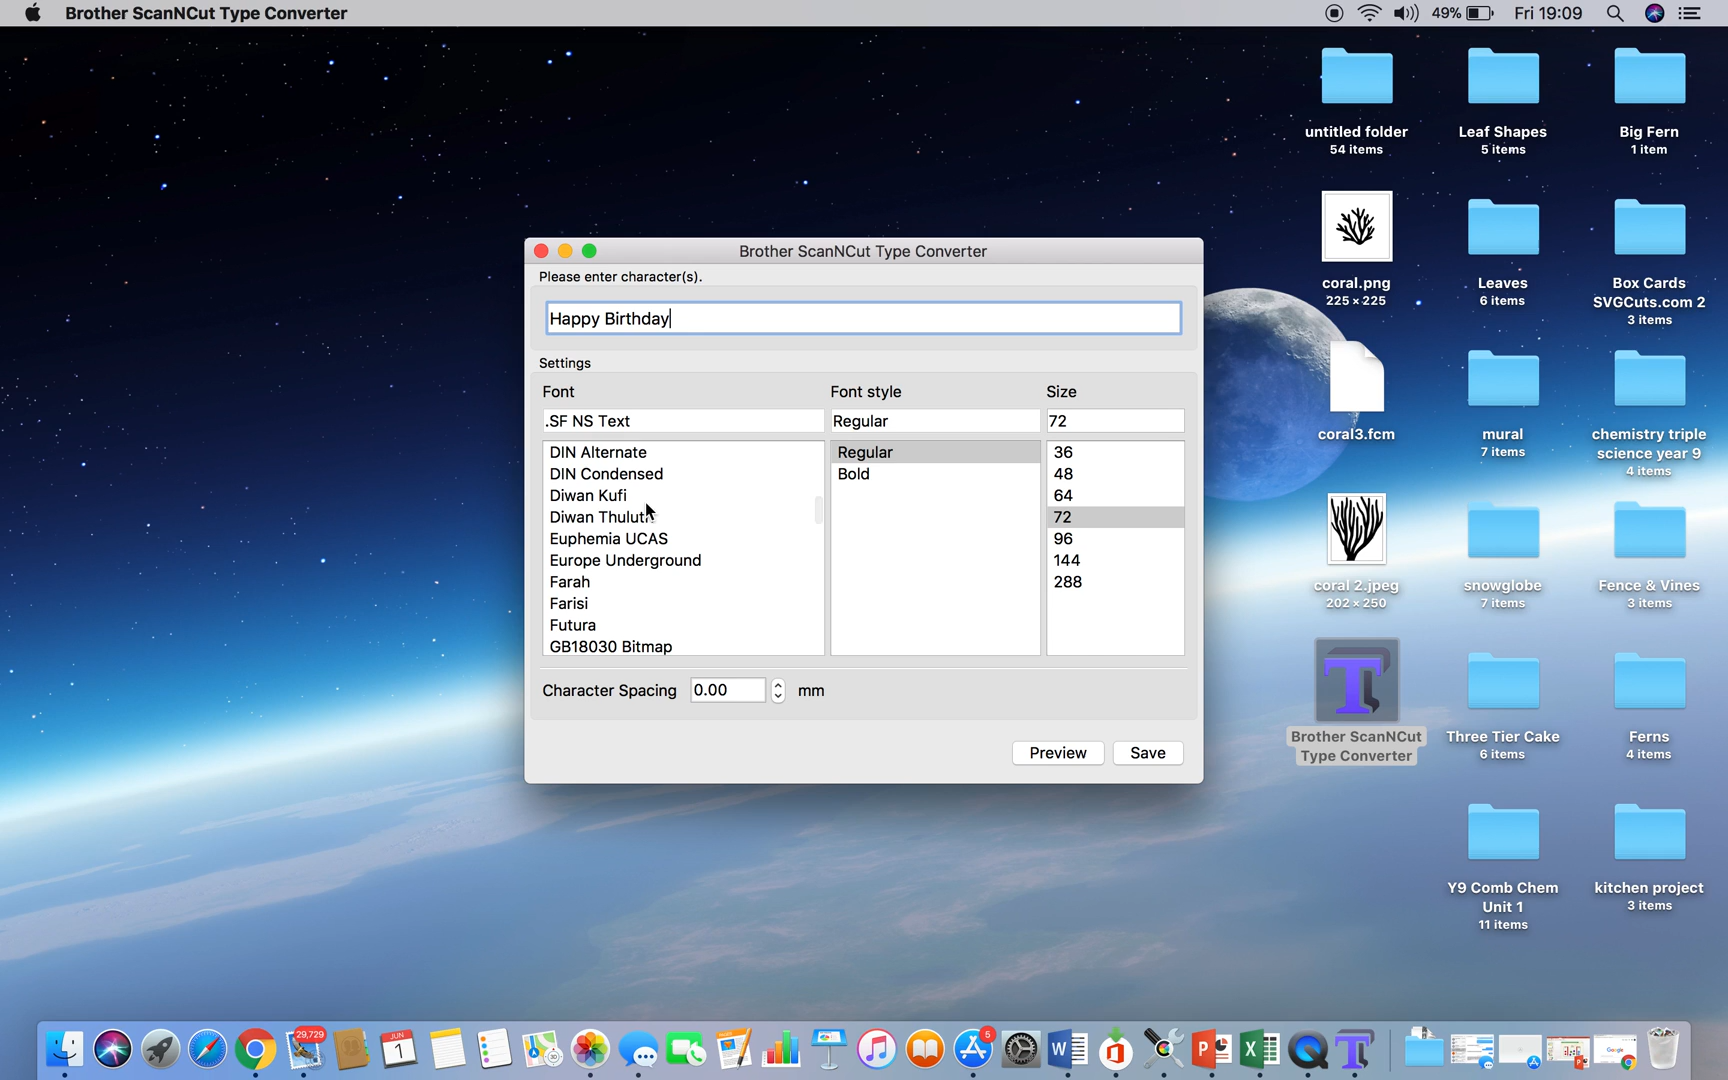 Brother ScanNCut Type Converter
49%
Fri 19:09
untitled folder
54 items
Leaf Shapes
5 items
Big Fern
1 item
coral.png
225 × 225
Leaves
6 items
Box Cards
SVGCuts.com 2
3 items
coral3.fcm
mural
7 items
chemistry triple
science year 9
4 items
coral 2.jpeg
202 × 250
snowglobe
7 items
Fence & Vines
3 items
Brother ScanNCut
Type Converter
Three Tier Cake
6 items
Ferns
4 items
Y9 Comb Chem
Unit 1
11 items
kitchen project
3 items
Brother ScanNCut Type Converter
Please enter character(s).
Happy Birthday
Settings
Font
Font style
Size
.SF NS Text
Regular
72
DIN Alternate
DIN Condensed
Diwan Kufi
Diwan Thuluth
Euphemia UCAS
Europe Underground
Farah
Farisi
Futura
GB18030 Bitmap
Regular
Bold
36
48
64
72
96
144
288
Character Spacing
0.00
mm
Preview
Save
29,729
JUN
1
5